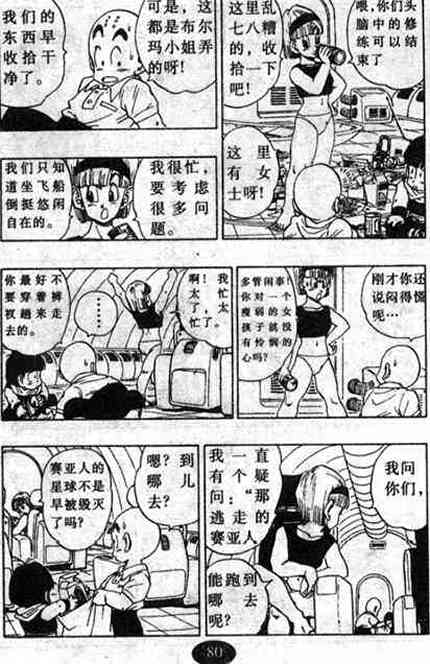 喂,你们头
脑中的修
练可以结
束了
这里乱
七八糟
的,收
拾一下
吧!
这里
有女
士呀!
可是,这
都是布尔
玛小姐弄
的呀!
我们的
东西早
收拾干
净了。
我很忙,
要考虑
很多问
题。
我们只知
道坐飞船
倒挺悠闲
自在的。
刚才你还
说闷得慌
呢…
多管闲事!
你对一个
瘦弱的女
孩子就没
有怜悯
心吗?
啊!我
太忙
了,太
忙了。
……
你最好不
要穿着裤
趟来走
去的。
我问
你们,
我一直
有个疑
问:“那
逃走的
赛亚人
能跑到
哪去
呢?
嗯?到
哪儿
去?
赛亚人的
星球不是
早被毁灭
了吗?
80